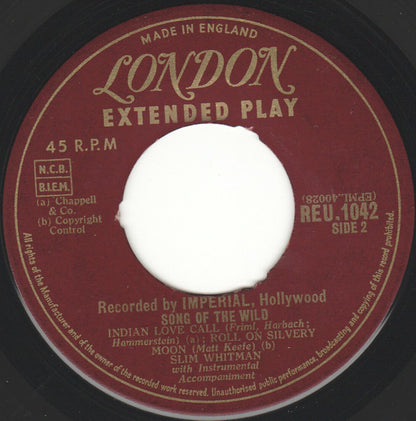 MADE IN ENGLAND
LONDON
EXTENDED PLAY
45 R.P.M
N.C.B.
B.I.E.M.
(a) Chappell
& Co.
(b) Copyright
Control
(EPML.40028)
REU.1042
SIDE 2
Recorded by IMPERIAL, Hollywood
SONG OF THE WILD
INDIAN LOVE CALL (Friml, Harbach;
Hammerstein) (a); ROLL ON SILVERY
MOON (Matt Keefe) (b)
SLIM WHITMAN
with Instrumental
Accompaniment
All rights of the manufacturer and of the owner of the recorded work reserved. Unauthorised public performance, broadcasting and copying of this record prohibited.